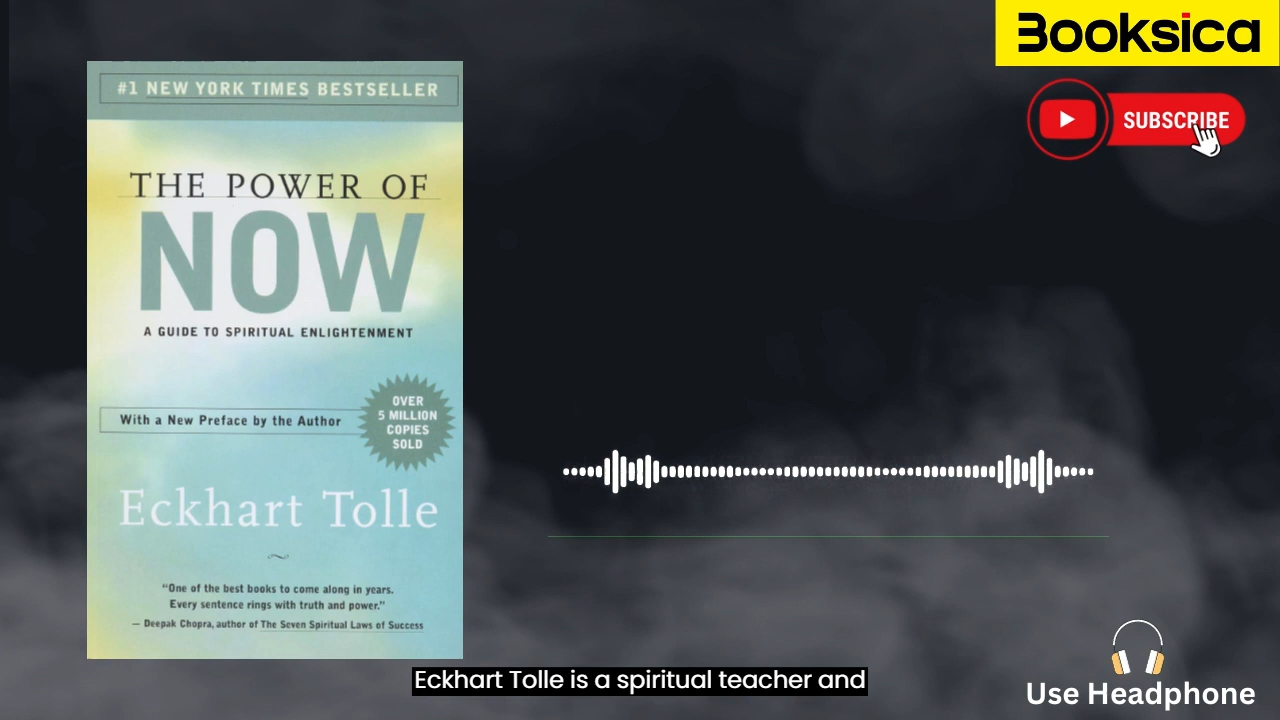 Booksica
SUBSCRIBE
#1 NEW YORK TIMES BESTSELLER
THE POWER OF
NOW
A GUIDE TO SPIRITUAL ENLIGHTENMENT
With a New Preface by the Author
OVER
5 MILLION
COPIES
SOLD
Eckhart Tolle
“One of the best books to come along in years.
Every sentence rings with truth and power.”
— Deepak Chopra, author of The Seven Spiritual Laws of Success
Eckhart Tolle is a spiritual teacher and
Use Headphone